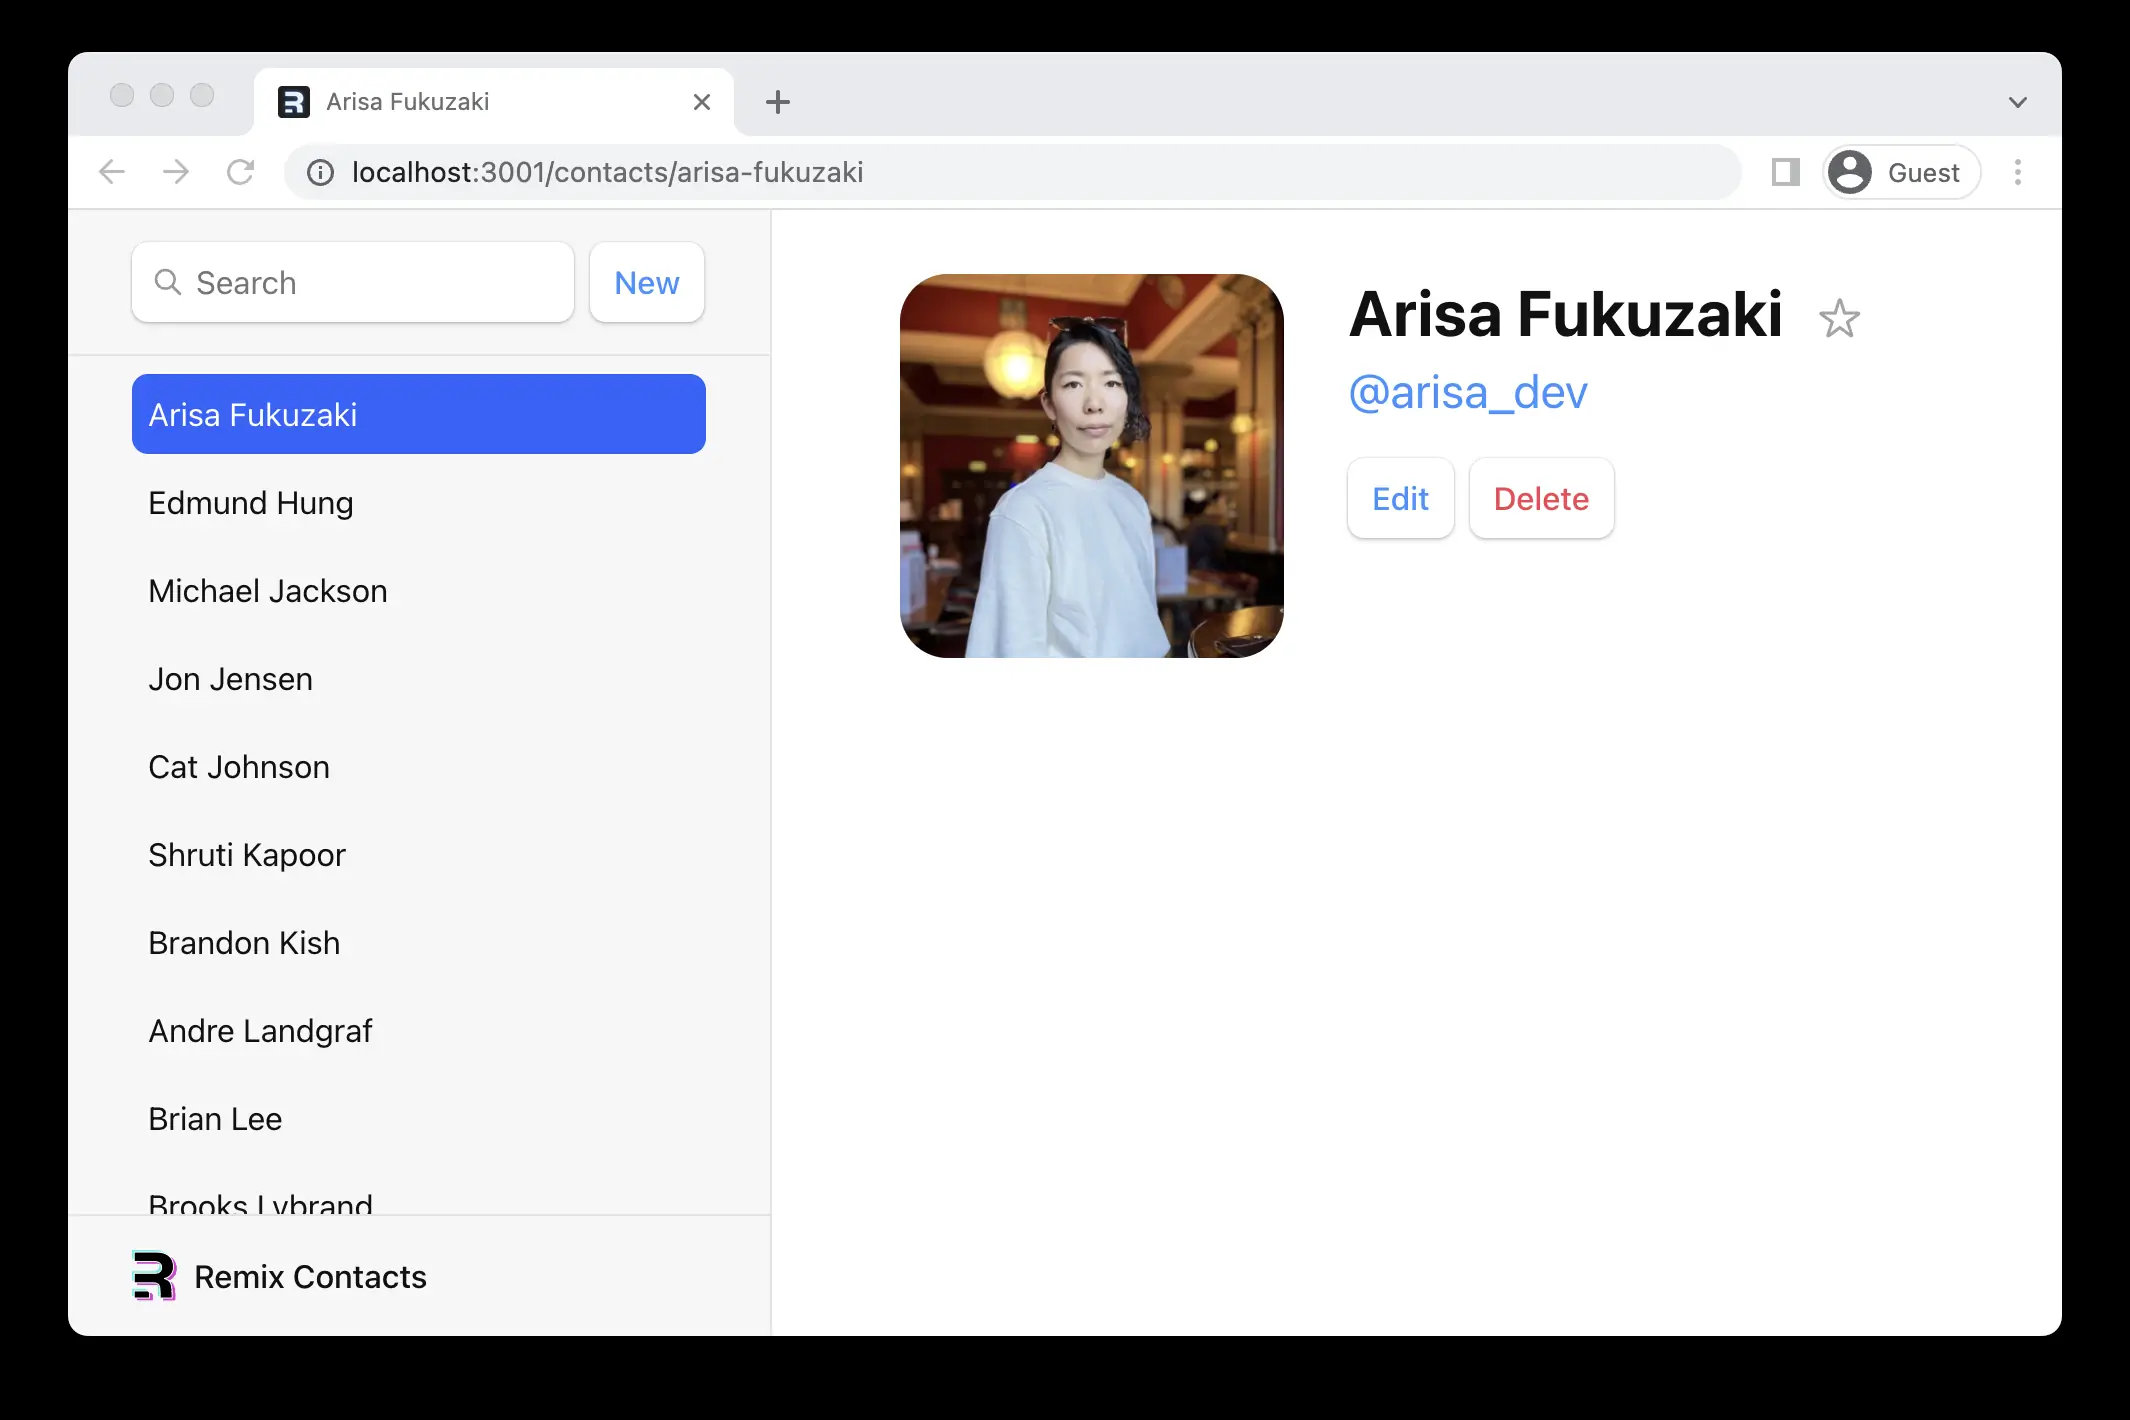 Arisa Fukuzaki
localhost:3001/contacts/arisa-fukuzaki
Guest
Search
New
Arisa Fukuzaki
Edmund Hung
Michael Jackson
Jon Jensen
Cat Johnson
Shruti Kapoor
Brandon Kish
Andre Landgraf
Brian Lee
Brooks Lybrand
Remix Contacts
Arisa Fukuzaki
@arisa_dev
Edit
Delete